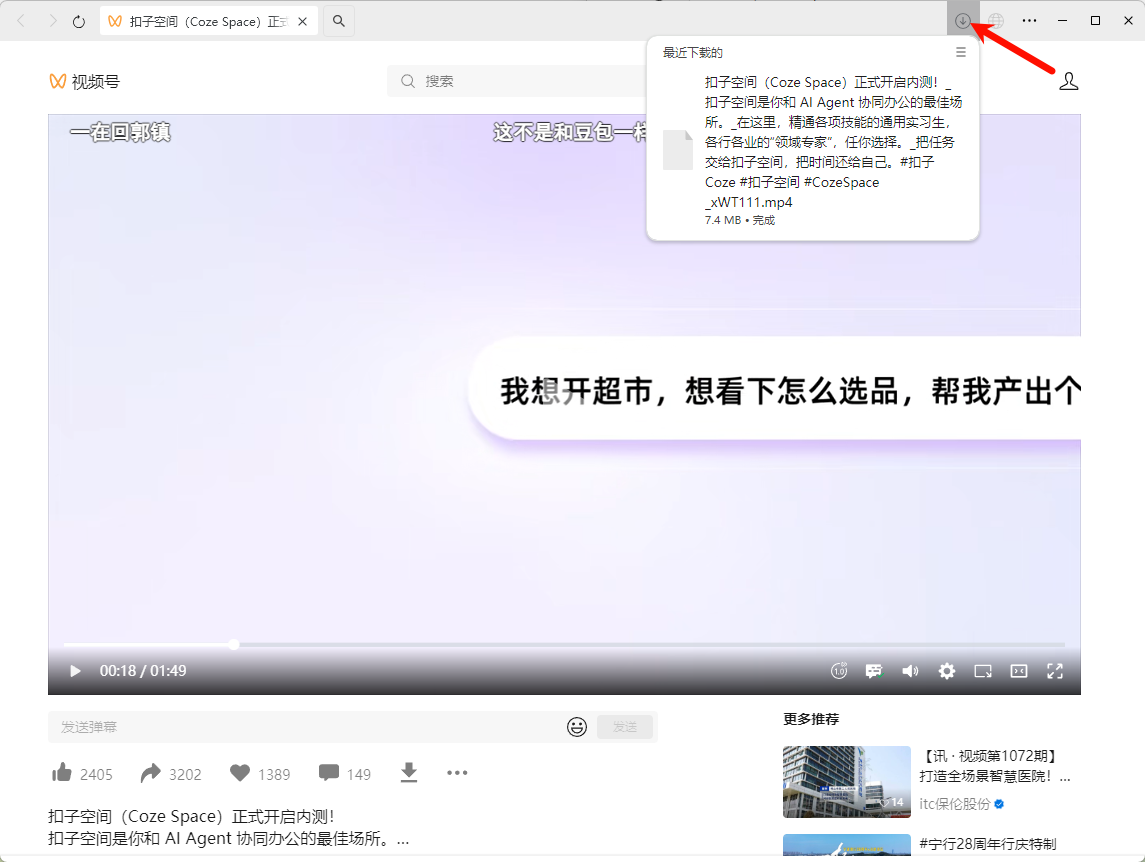 扣子空间（Coze Space）正式
最近下载的
扣子空间（Coze Space）正式开启内测！_
扣子空间是你和 AI Agent 协同办公的最佳场
所。_在这里，精通各项技能的通用实习生，
各行各业的“领域专家”，任你选择。_把任务
交给扣子空间，把时间还给自己。#扣子
Coze #扣子空间 #CozeSpace
_xWT111.mp4
7.4 MB • 完成
视频号
搜索
一在回郭镇
这不是和豆包一样
我想开超市，想看下怎么选品，帮我产出个
00:18 / 01:49
1.0
发送弹幕
发送
2405
3202
1389
149
扣子空间（Coze Space）正式开启内测！
扣子空间是你和 AI Agent 协同办公的最佳场所。...
更多推荐
【讯 · 视频第1072期】
打造全场景智慧医院！...
14
itc保伦股份
#宁行28周年行庆特制